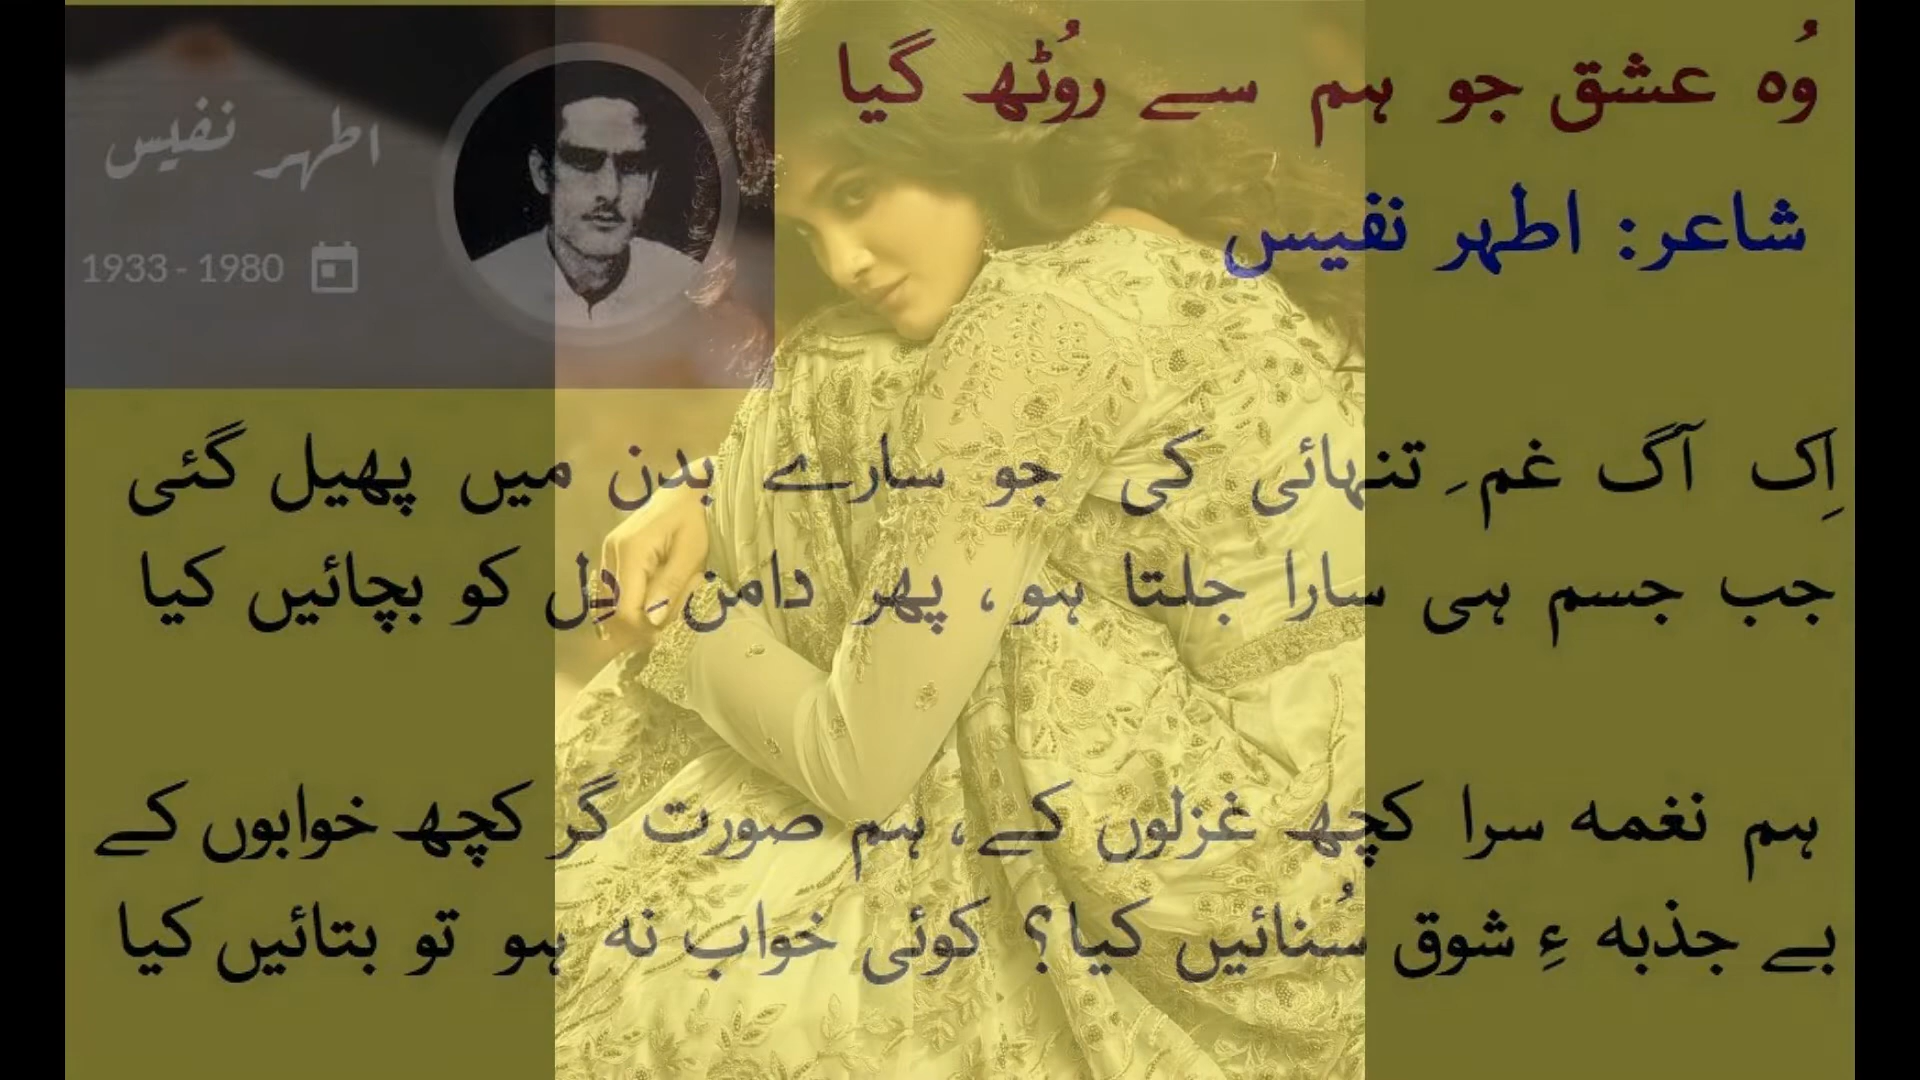 وُہ عشق جو ہم سے روُٹھ گیا
شاعر: اطہر نفیس
اطہر نفیس
1933 - 1980
اِک آگ غم ِ تنہائی کی جو سارے بدن میں پھیل گئی
جب جسم ہی سارا جلتا ہو، پھر دامن ِ دِل کو بچائیں کیا
ہم نغمہ سرا کچھ غزلوں کے، ہم صورت گر کچھ خوابوں کے
بے جذبہ ءِ شوق سُنائیں کیا؟ کوئی خواب نہ ہو تو بتائیں کیا